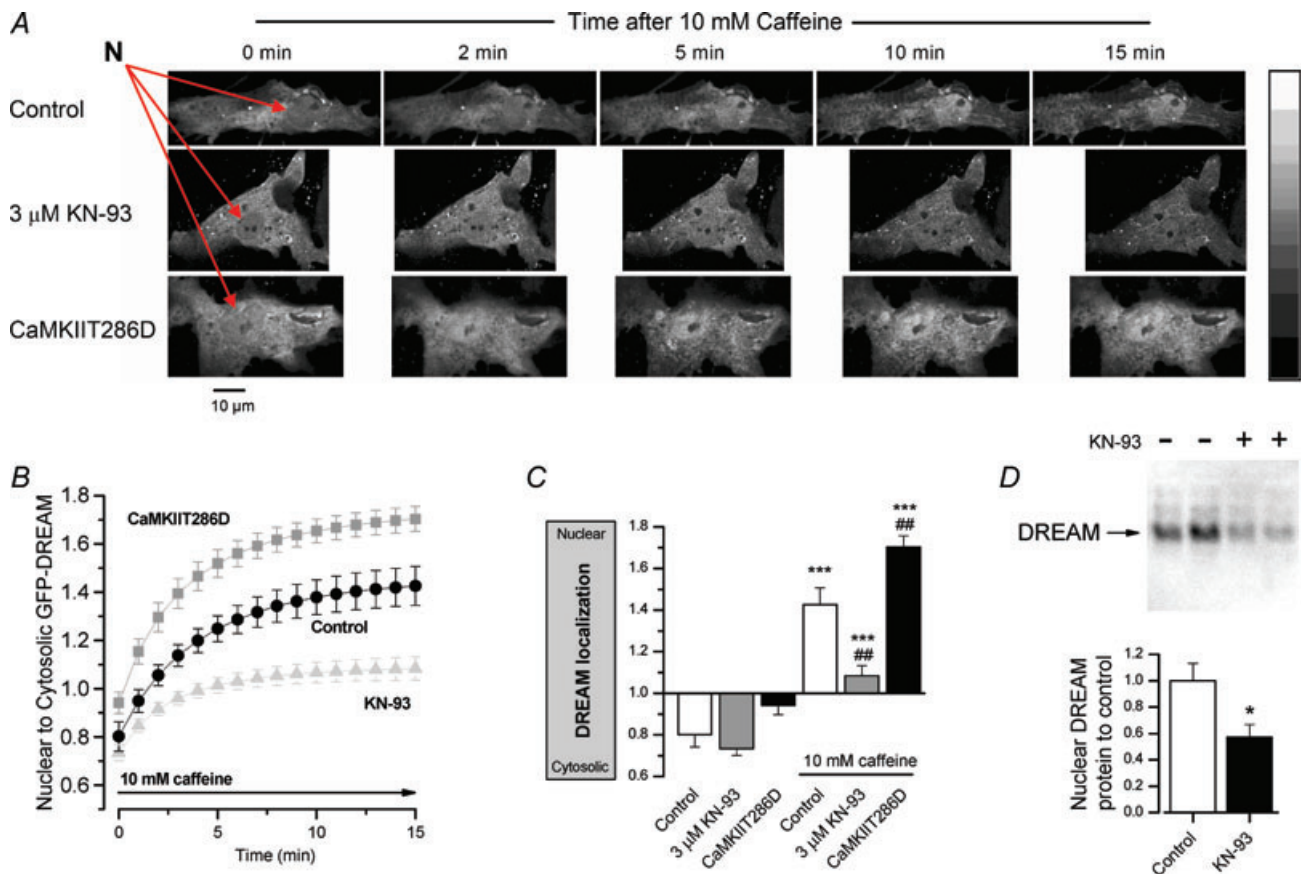 A
Time after 10 mM Caffeine
N
0 min 2 min 5 min 10 min 15 min
Control
3 μM KN-93
CaMKIIT286D
10 μm
B
Nuclear to Cytosolic GFP-DREAM
1.8
1.6
1.4
1.2
1.0
0.8
0.6
CaMKIIT286D
Control
KN-93
10 mM caffeine
0 5 10 15
Time (min)
C
Nuclear
DREAM localization
Cytosolic
1.8
1.6
1.4
1.2
1.0
0.8
0.6
***
***
##
***
##
10 mM caffeine
Control
3 μM KN-93
CaMKIIT286D
Control
3 μM KN-93
CaMKIIT286D
D
KN-93 - - + +
DREAM
Nuclear DREAM
protein to control
1.2
1.0
0.8
0.6
0.4
0.2
0.0
*
Control
KN-93